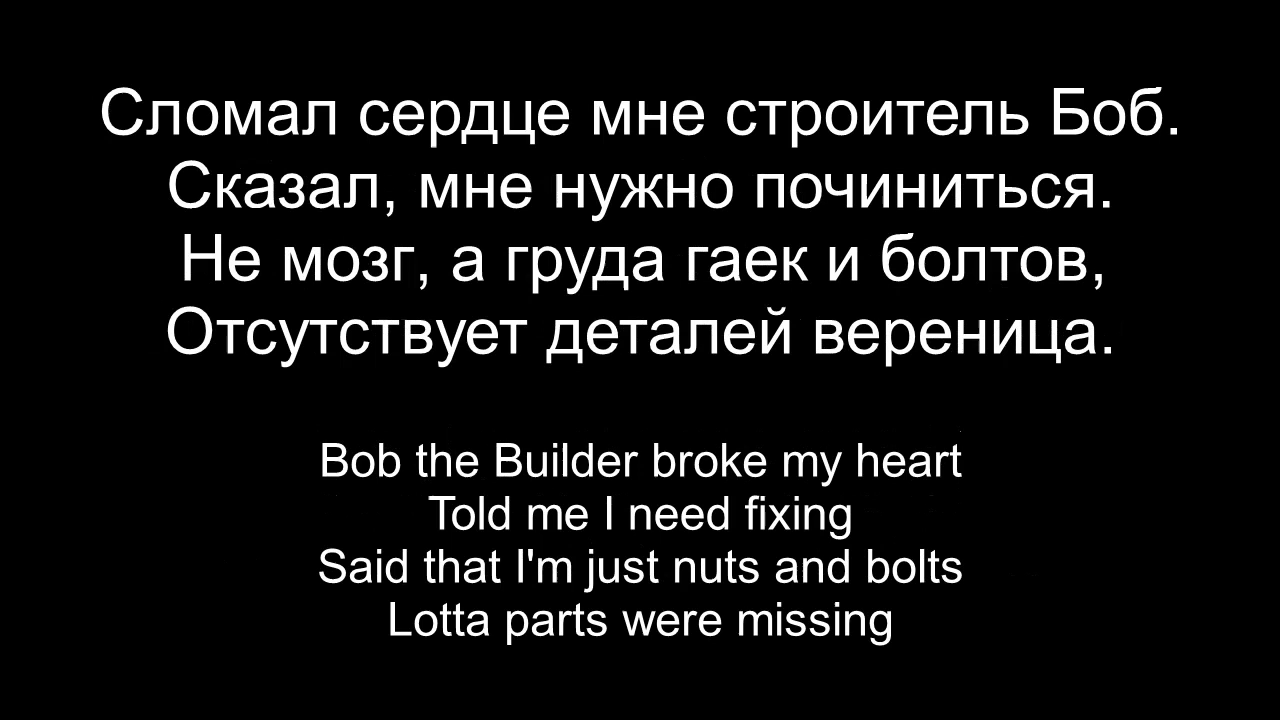 Сломал сердце мне строитель Боб.
Сказал, мне нужно починиться.
Не мозг, а груда гаек и болтов,
Отсутствует деталей вереница.
Bob the Builder broke my heart
Told me I need fixing
Said that I'm just nuts and bolts
Lotta parts were missing